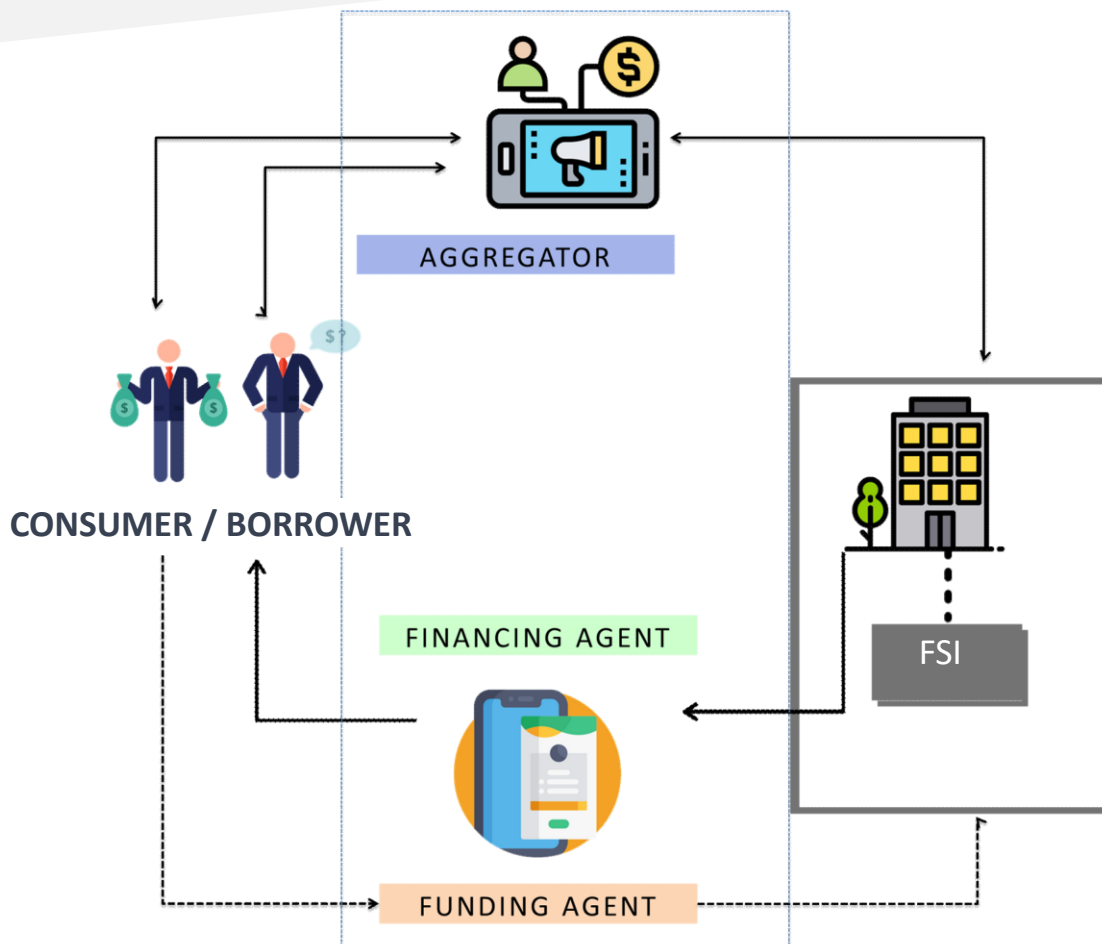 $
AGGREGATOR
$?
$ $
CONSUMER / BORROWER
FINANCING AGENT
FSI
FUNDING AGENT